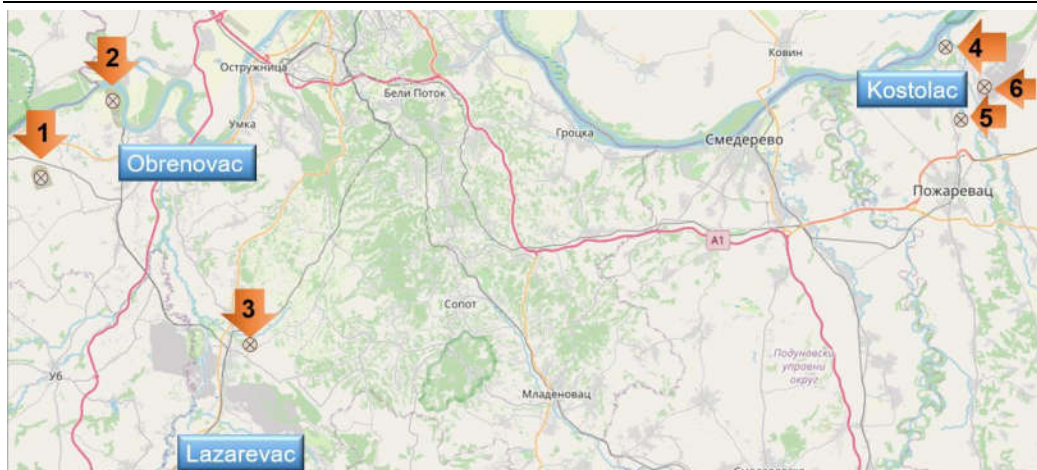 2
4
Остружница
Ковин
Kostolac
6
Бели Поток
5
1
Умка
Гроцка
Смедерево
Obrenovac
Пожаревац
A1
3
Сопот
Подунавски
управни
округ
Уб
Младеновац
Lazarevac